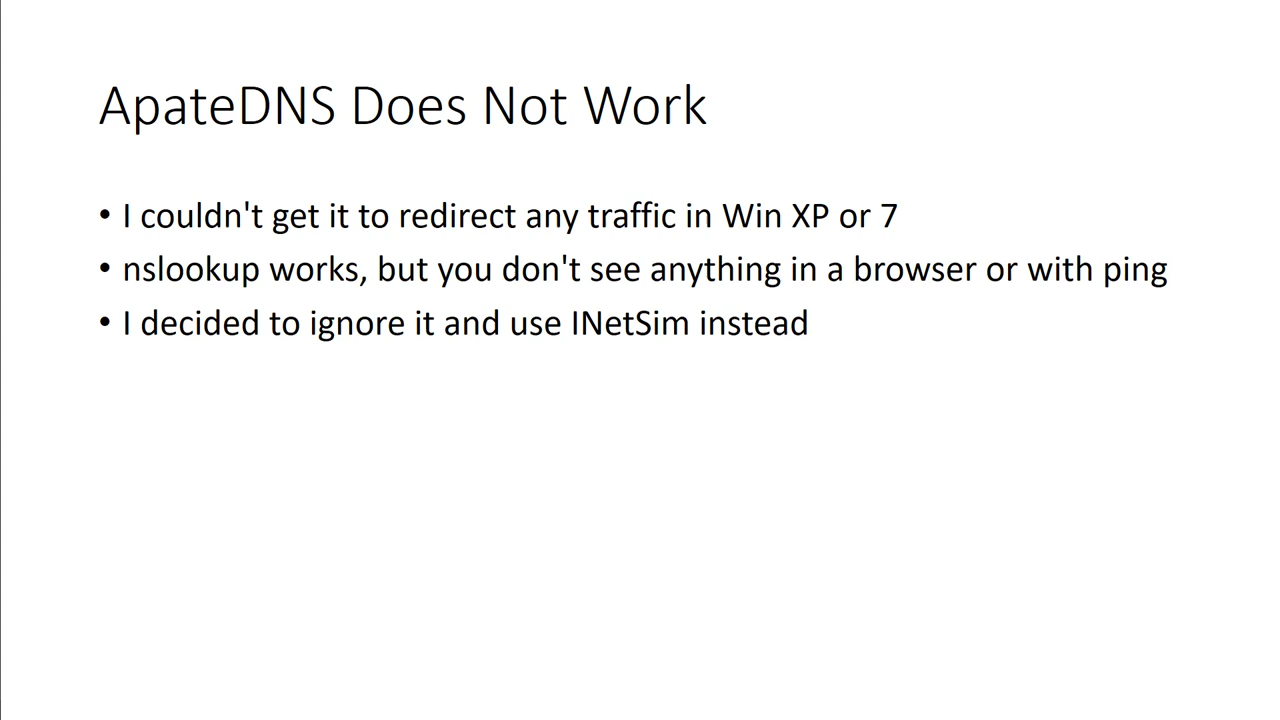 ApateDNS Does Not Work
• I couldn't get it to redirect any traffic in Win XP or 7
• nslookup works, but you don't see anything in a browser or with ping
• I decided to ignore it and use INetSim instead